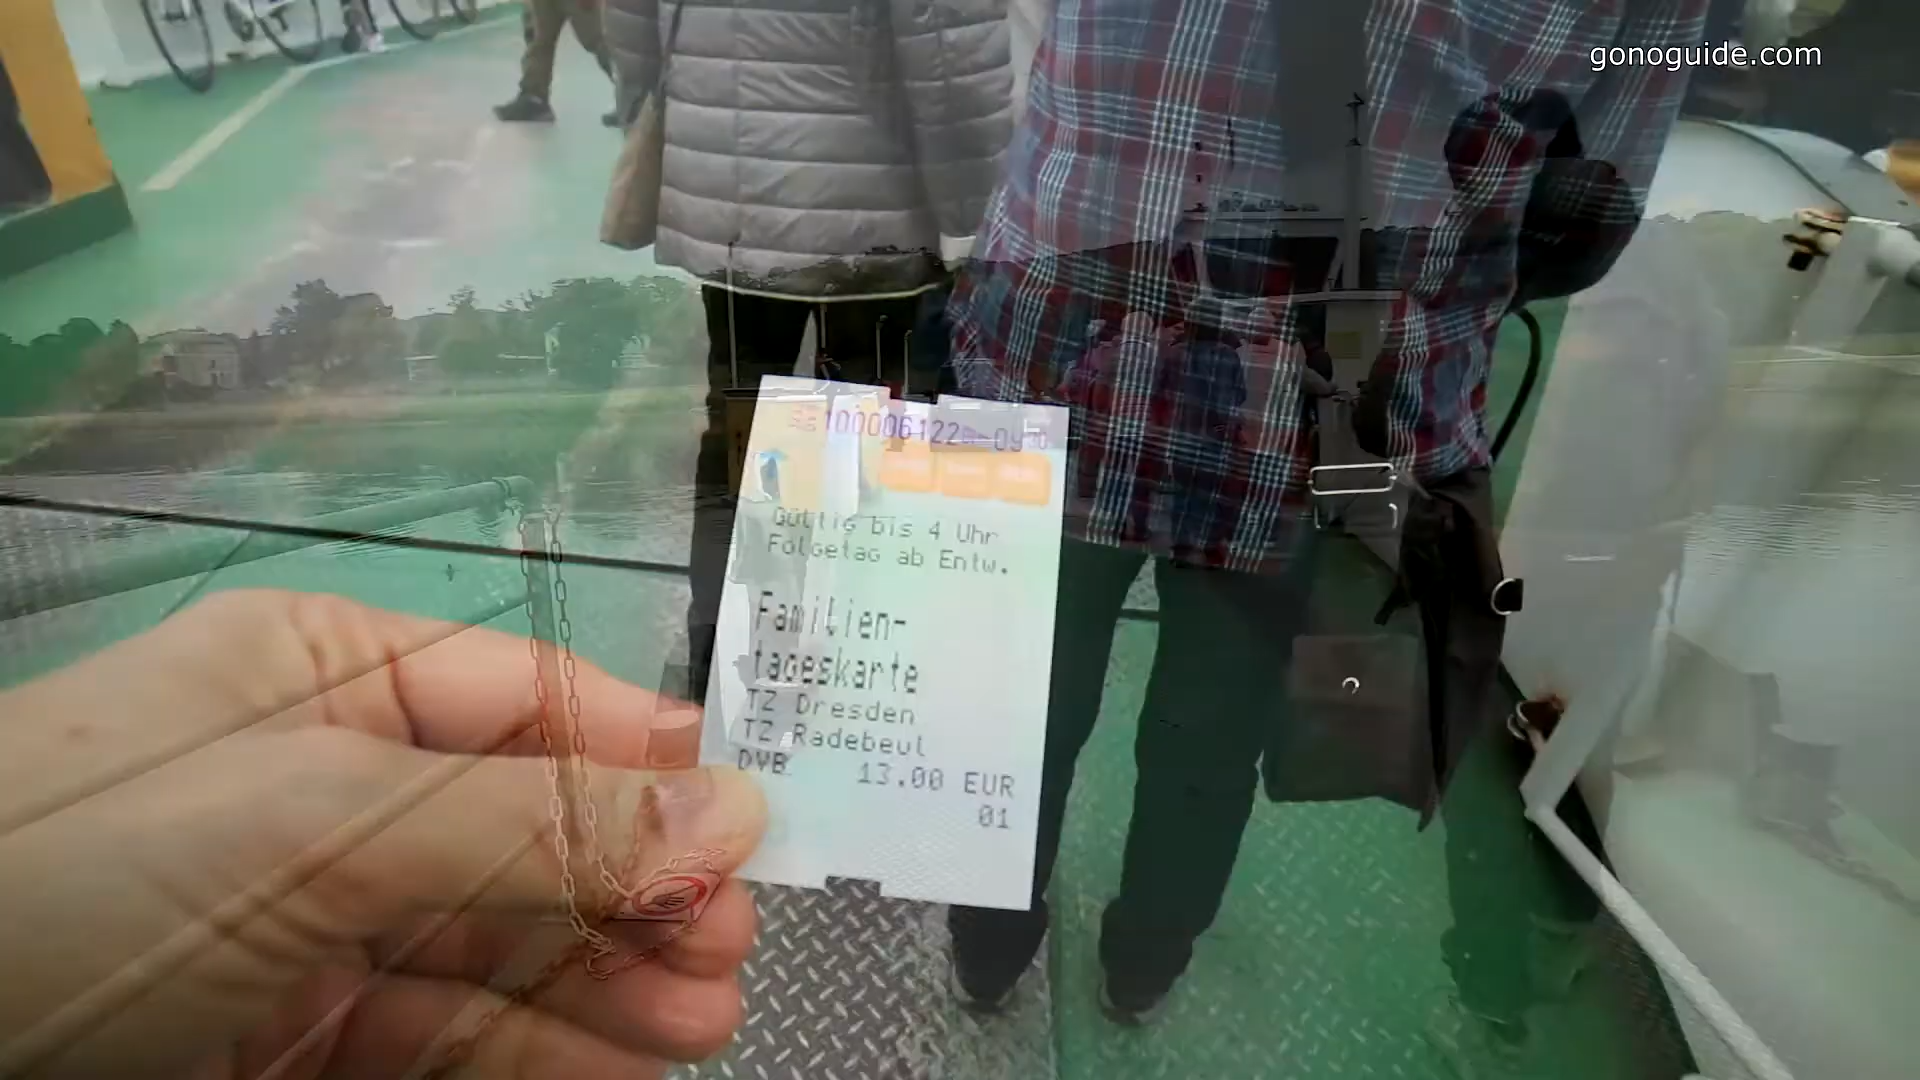 gonoguide.com
Gültig bis 4 Uhr
Folgetag ab Entw.
Familien-
tageskarte
TZ Dresden
TZ Radebeul
DVB 13.00 EUR
01